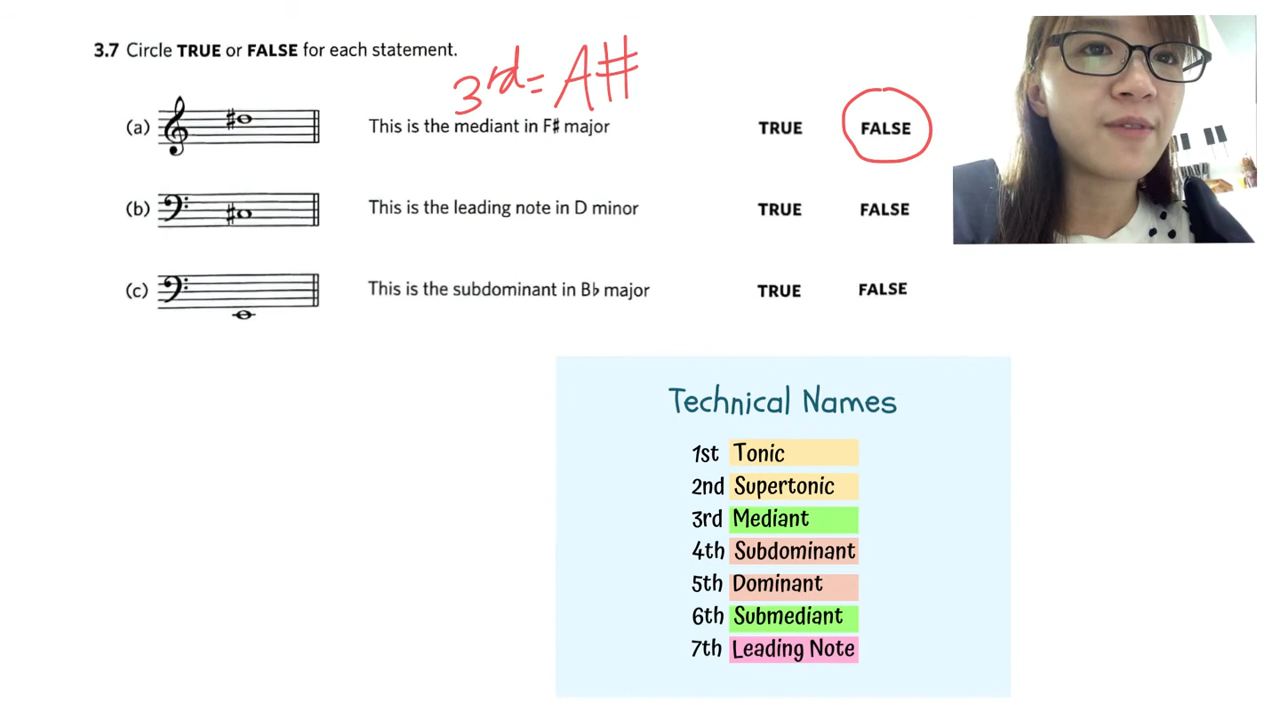 3.7 Circle TRUE or FALSE for each statement.
3rd = A#
(a) This is the mediant in F♯ major TRUE FALSE
(b) This is the leading note in D minor TRUE FALSE
(c) This is the subdominant in B♭ major TRUE FALSE
Technical Names
1st Tonic
2nd Supertonic
3rd Mediant
4th Subdominant
5th Dominant
6th Submediant
7th Leading Note